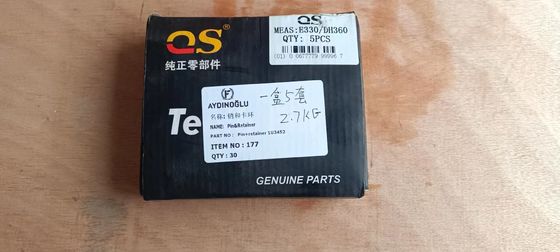 QS
纯正零部件
MEAS:E330/DH360
QTY: 5PCS
(01) 0 0677779 99996 7
Te
F
AYDINOĞLU
名称:销和卡环
NAME: Pin&Retainer
PART NO: Pin+retainer 1U3452
ITEM NO: 177
QTY: 30
一盒5套
2.7KG
GENUINE PARTS